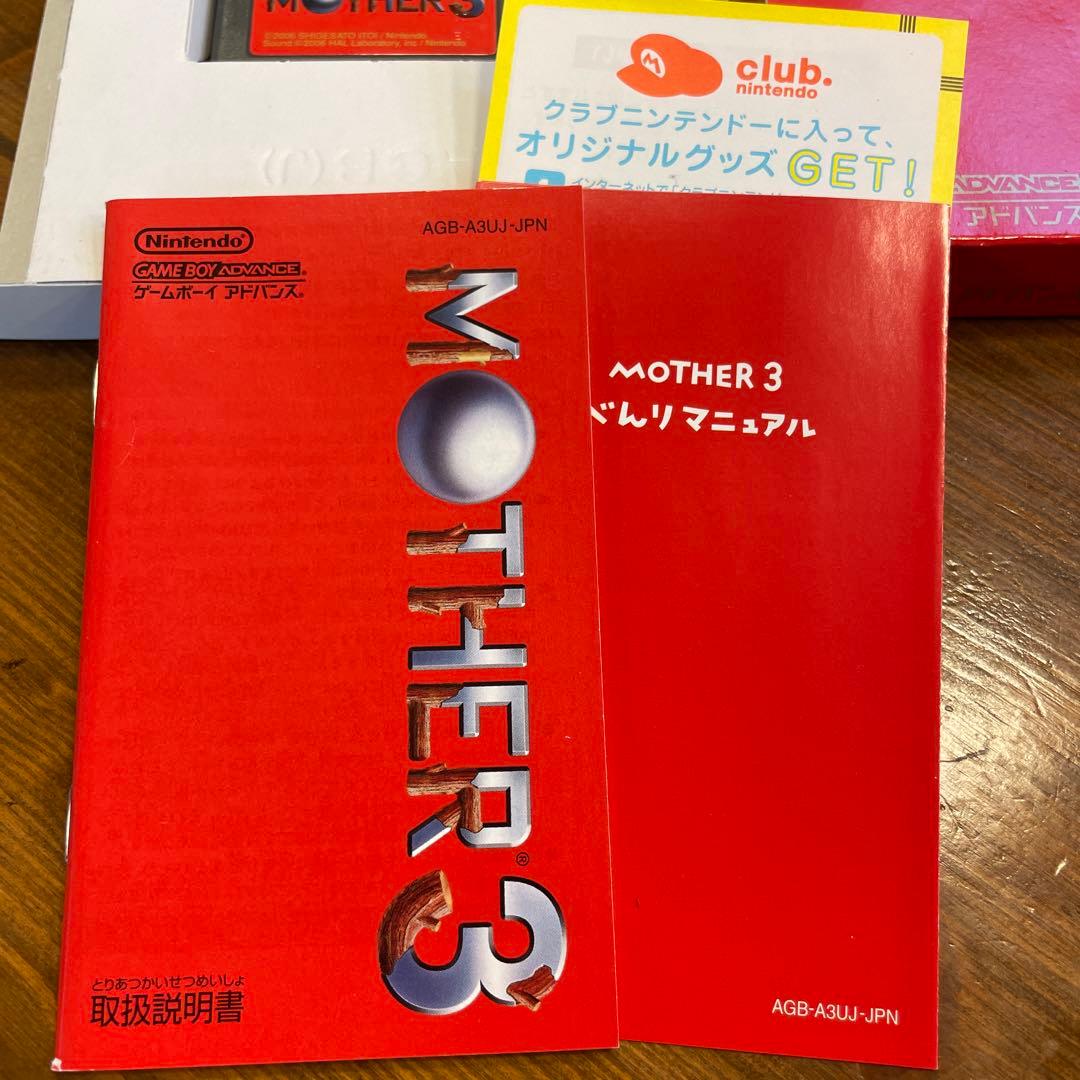 MOTHER 3
©2006 SHIGESATO ITOI / Nintendo
Sound ©2006 HAL Laboratory, Inc / Nintendo
club.
nintendo
クラブニンテンドーに入って、
オリジナルグッズ GET!
ADVANCE
アドバンス
Nintendo®
GAME BOY ADVANCE®
ゲームボーイ アドバンス®
AGB-A3UJ-JPN
MOTHER® 3
とりあつかいせつめいしょ
取扱説明書
MOTHER 3
べんりマニュアル
AGB-A3UJ-JPN